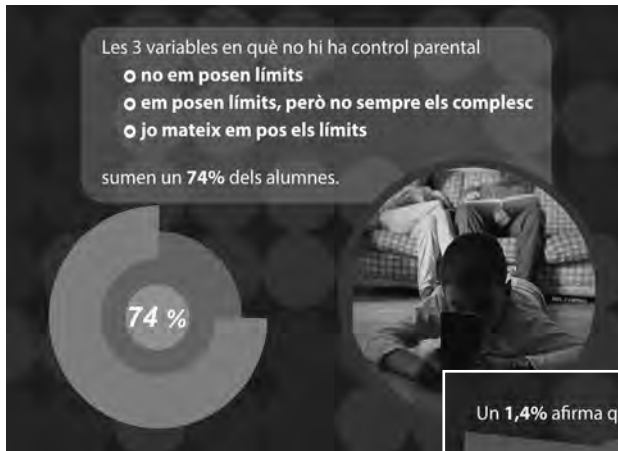 Les 3 variables en què no hi ha control parental
no em posen límits
em posen límits, però no sempre els complesc
jo mateix em pos els límits
sumen un 74% dels alumnes.
74 %
Un 1,4% afirma q